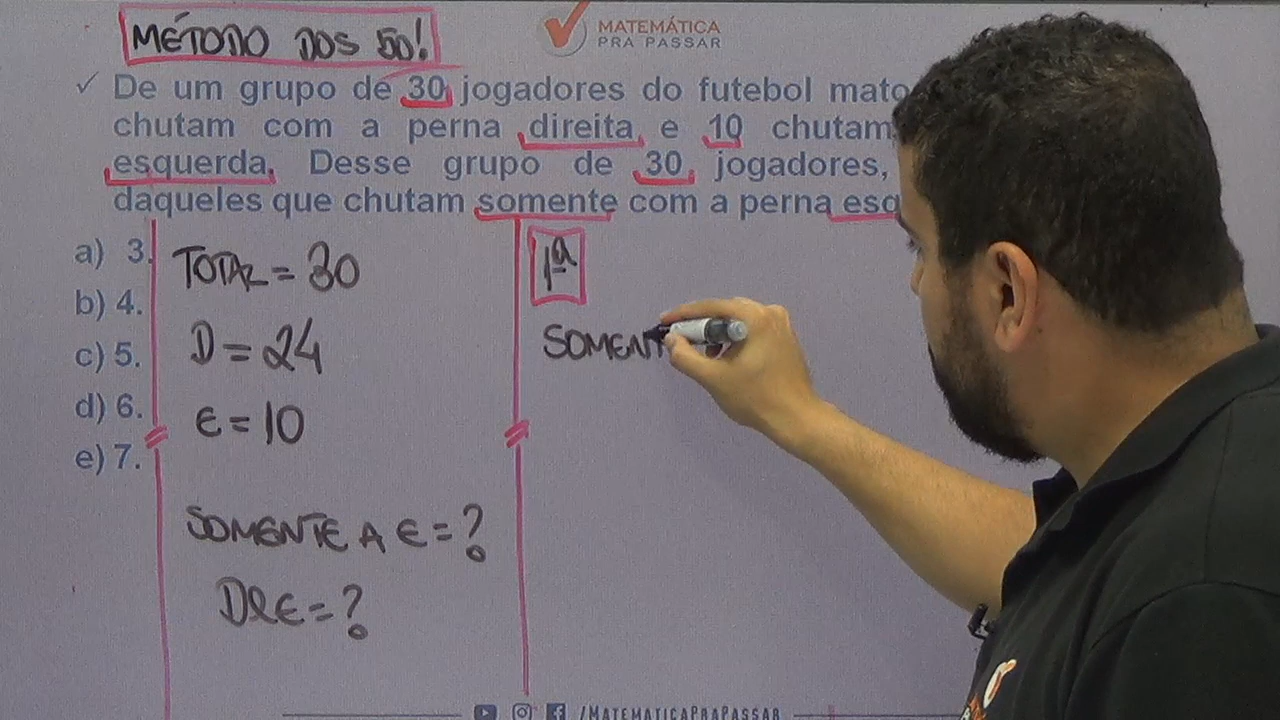 MÉTODO DOS 50!
MATEMÁTICA
PRA PASSAR
✓ De um grupo de 30 jogadores do futebol mato
chutam com a perna direita e 10 chutam
esquerda. Desse grupo de 30 jogadores,
daqueles que chutam somente com a perna esq
a) 3.
b) 4.
c) 5.
d) 6.
e) 7.
TOTAL = 30
D = 24
E = 10
SOMENTE A E = ?
D e E = ?
1ª
SOMENT
/MATEMATICAPRAPASSAR